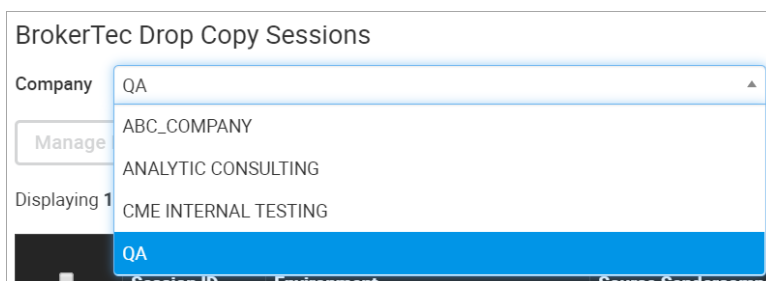 BrokerTec Drop Copy Sessions
Company QA
ABC_COMPANY
Manage
ANALYTIC CONSULTING
Displaying 1
CME INTERNAL TESTING
QA
Session ID Environment